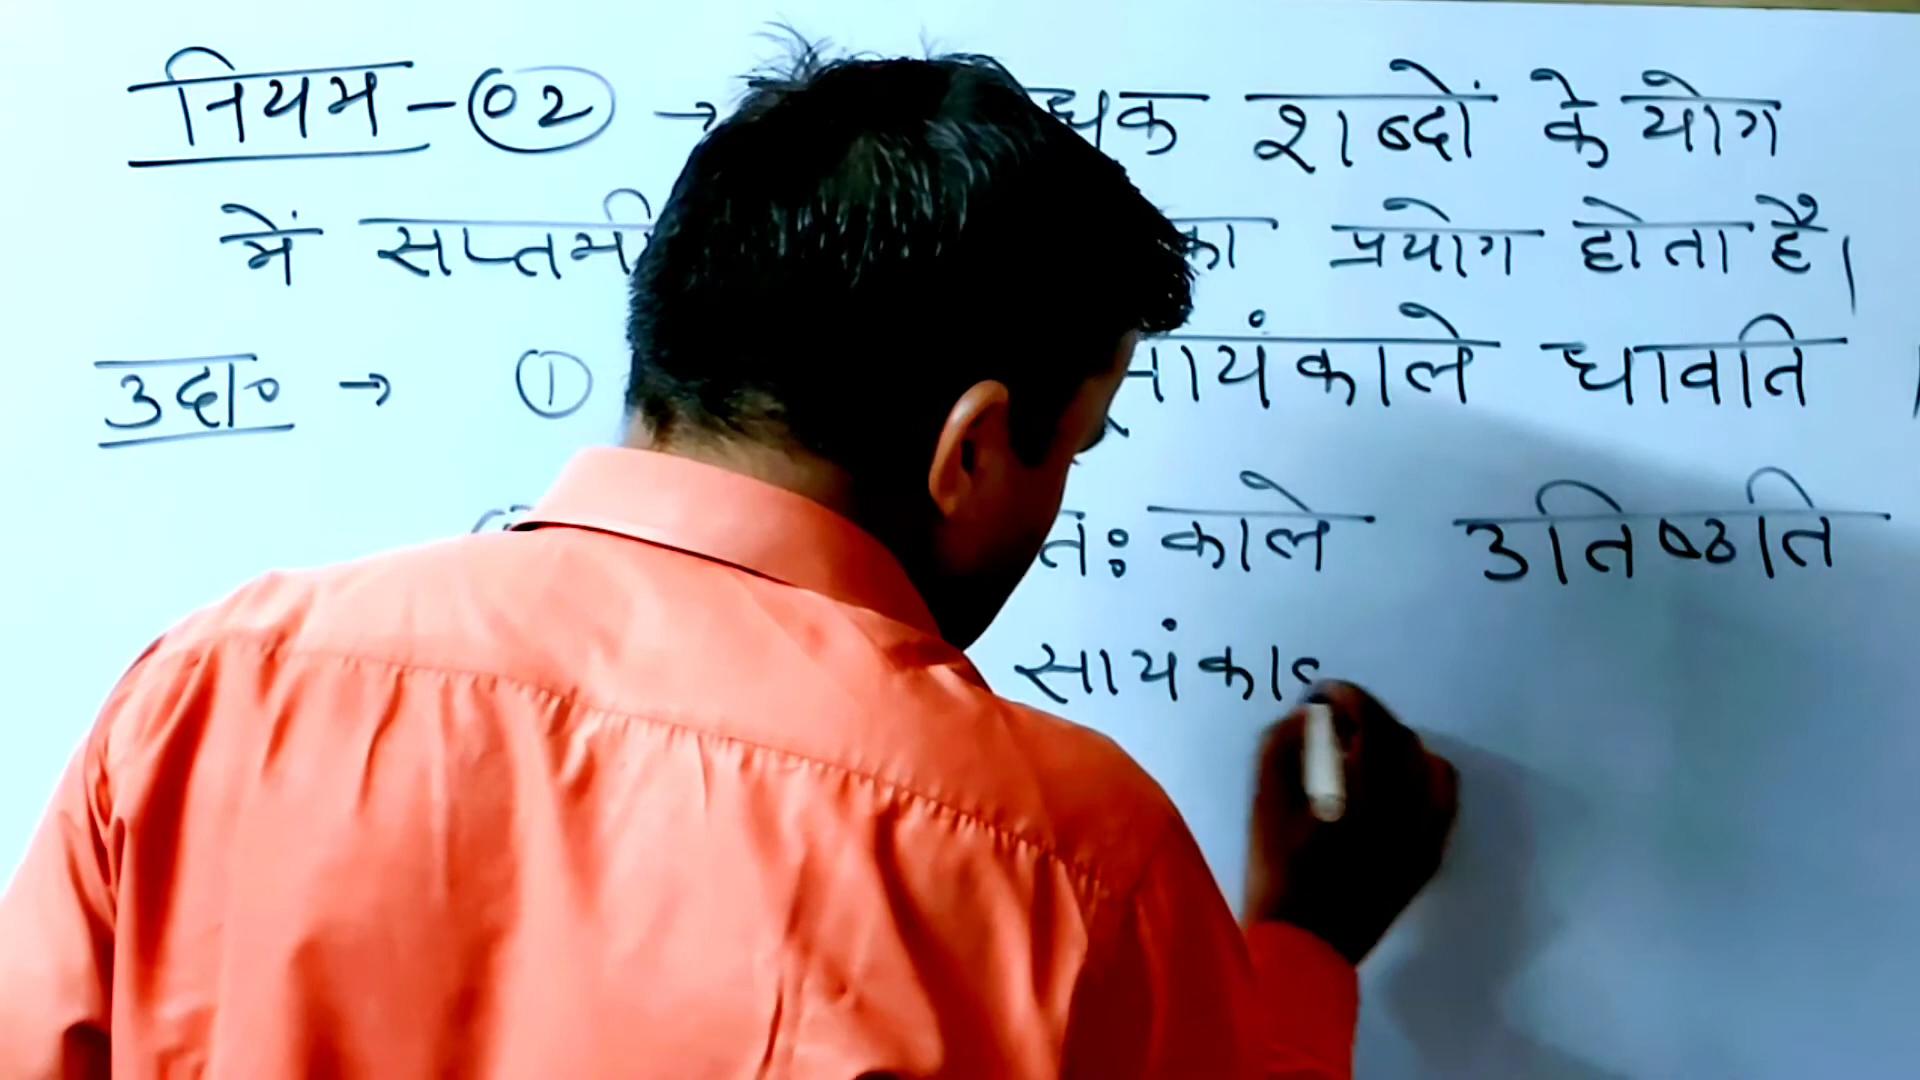 नियम - 02 → शब्दों के योग
में सप्तमी का प्रयोग होता है।
उदा० → ① सायंकाले धावति ।
काले उतिष्ठति